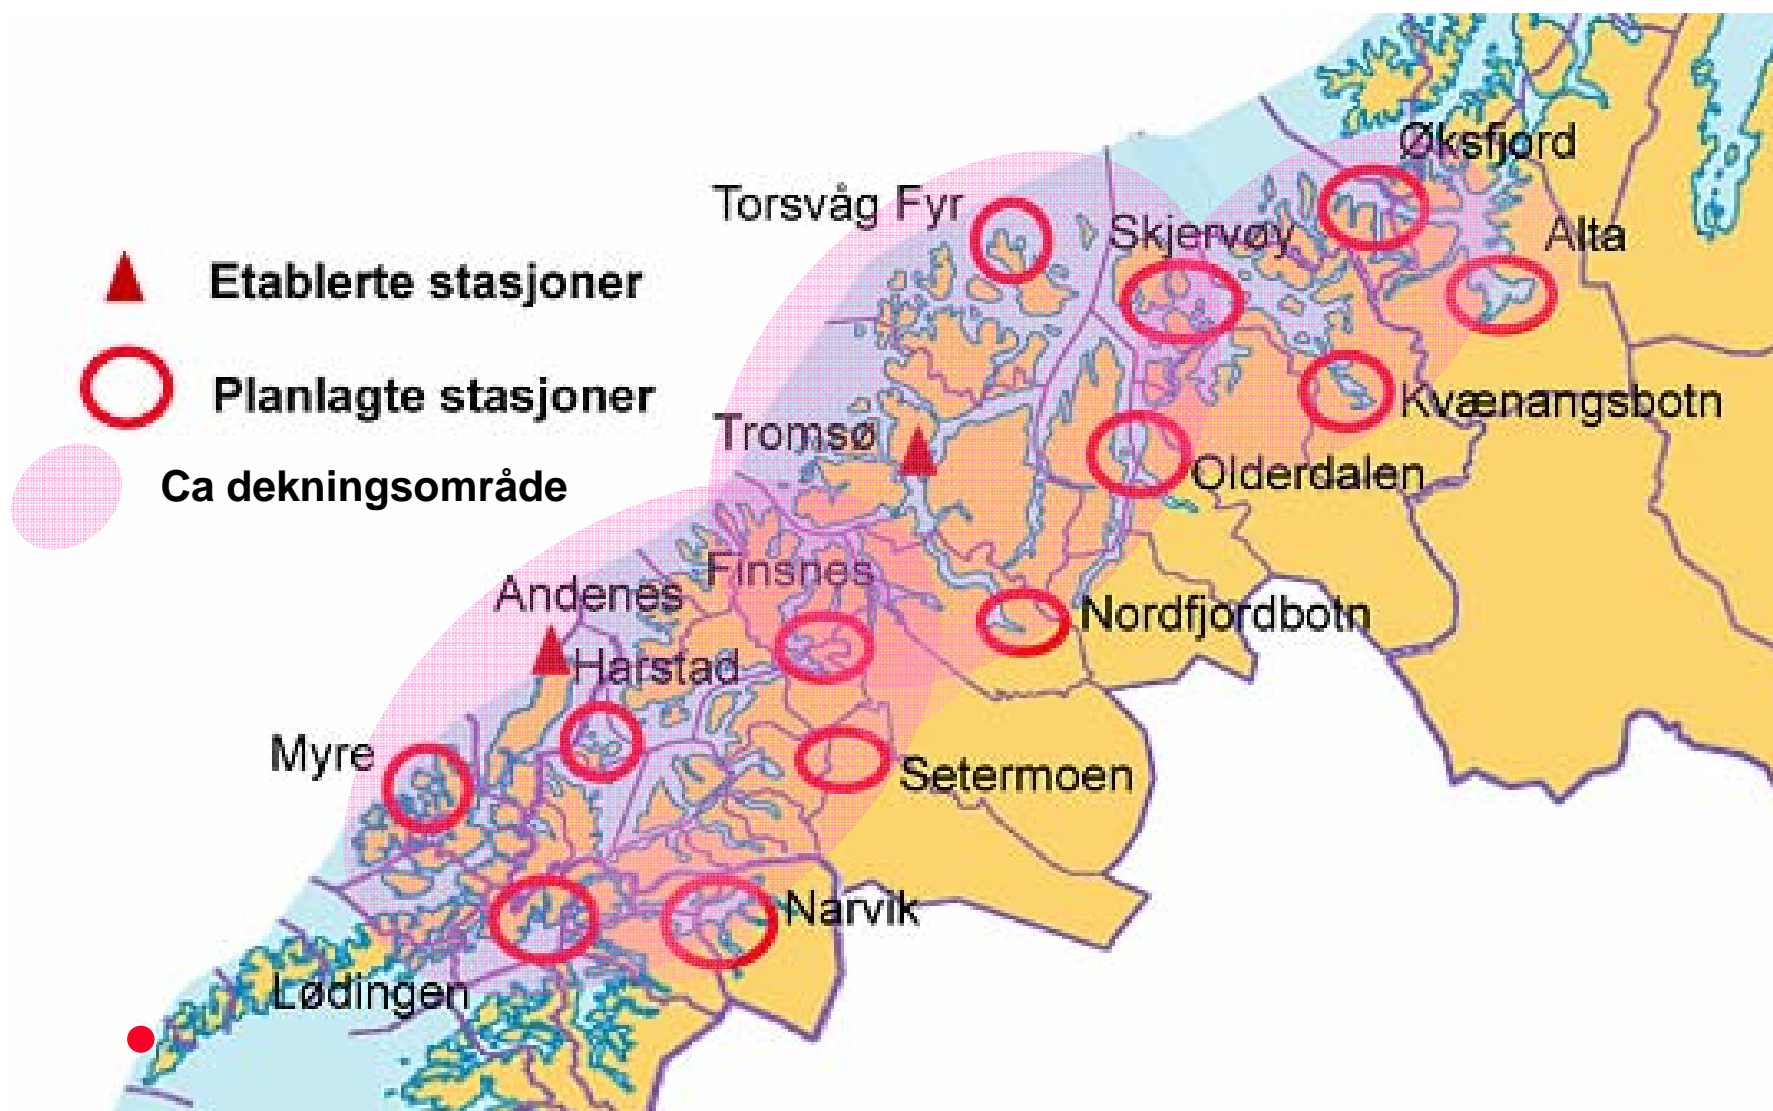 Øksfjord
Torsvåg Fyr
Skjervøy
Alta
Etablerte stasjoner
Planlagte stasjoner
Kvænangsbotn
Tromsø
Olderdalen
Ca dekningsområde
Finsnes
Andenes
Nordfjordbotn
Harstad
Myre
Setermoen
Narvik
Lødingen